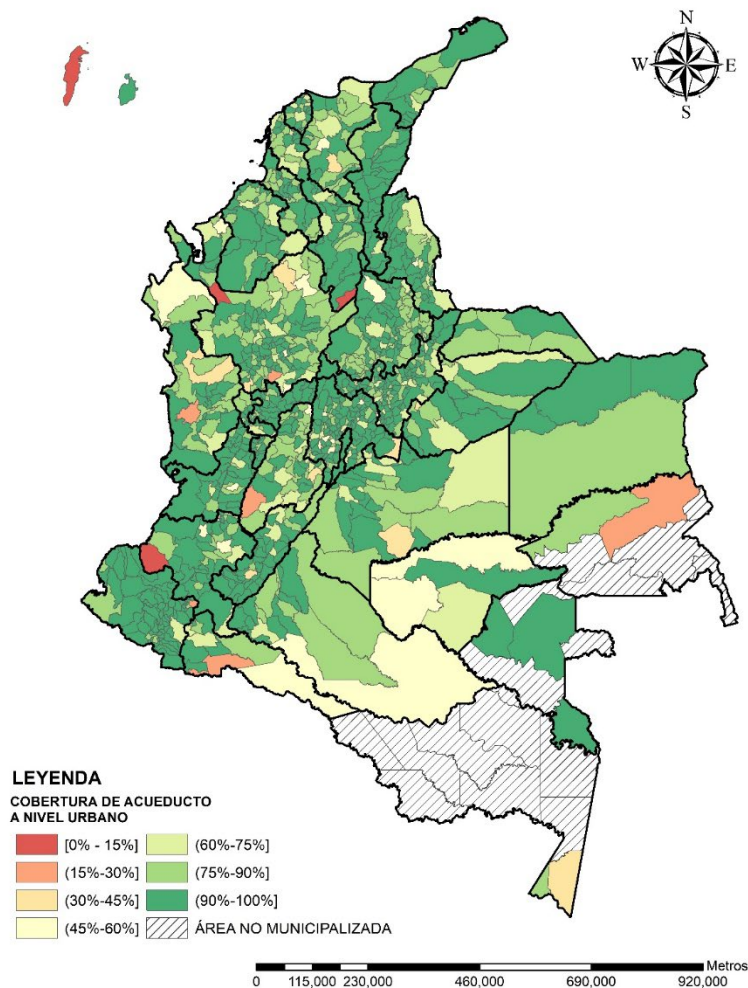 N
W E
S
LEYENDA
COBERTURA DE ACUEDUCTO
A NIVEL URBANO
[0% - 15%] (60%-75%]
(15%-30%] (75%-90%]
(30%-45%] (90%-100%]
(45%-60%] ÁREA NO MUNICIPALIZADA
Metros
0 115,000 230,000 460,000 690,000 920,000